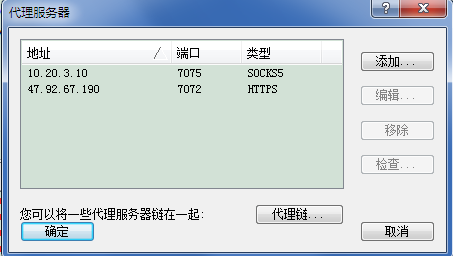 代理服务器
地址 / 端口 类型
10.20.3.10 7075 SOCKS5
47.92.67.190 7072 HTTPS
添加...
编辑...
移除
检查...
您可以将一些代理服务器链在一起:
代理链...
确定
取消